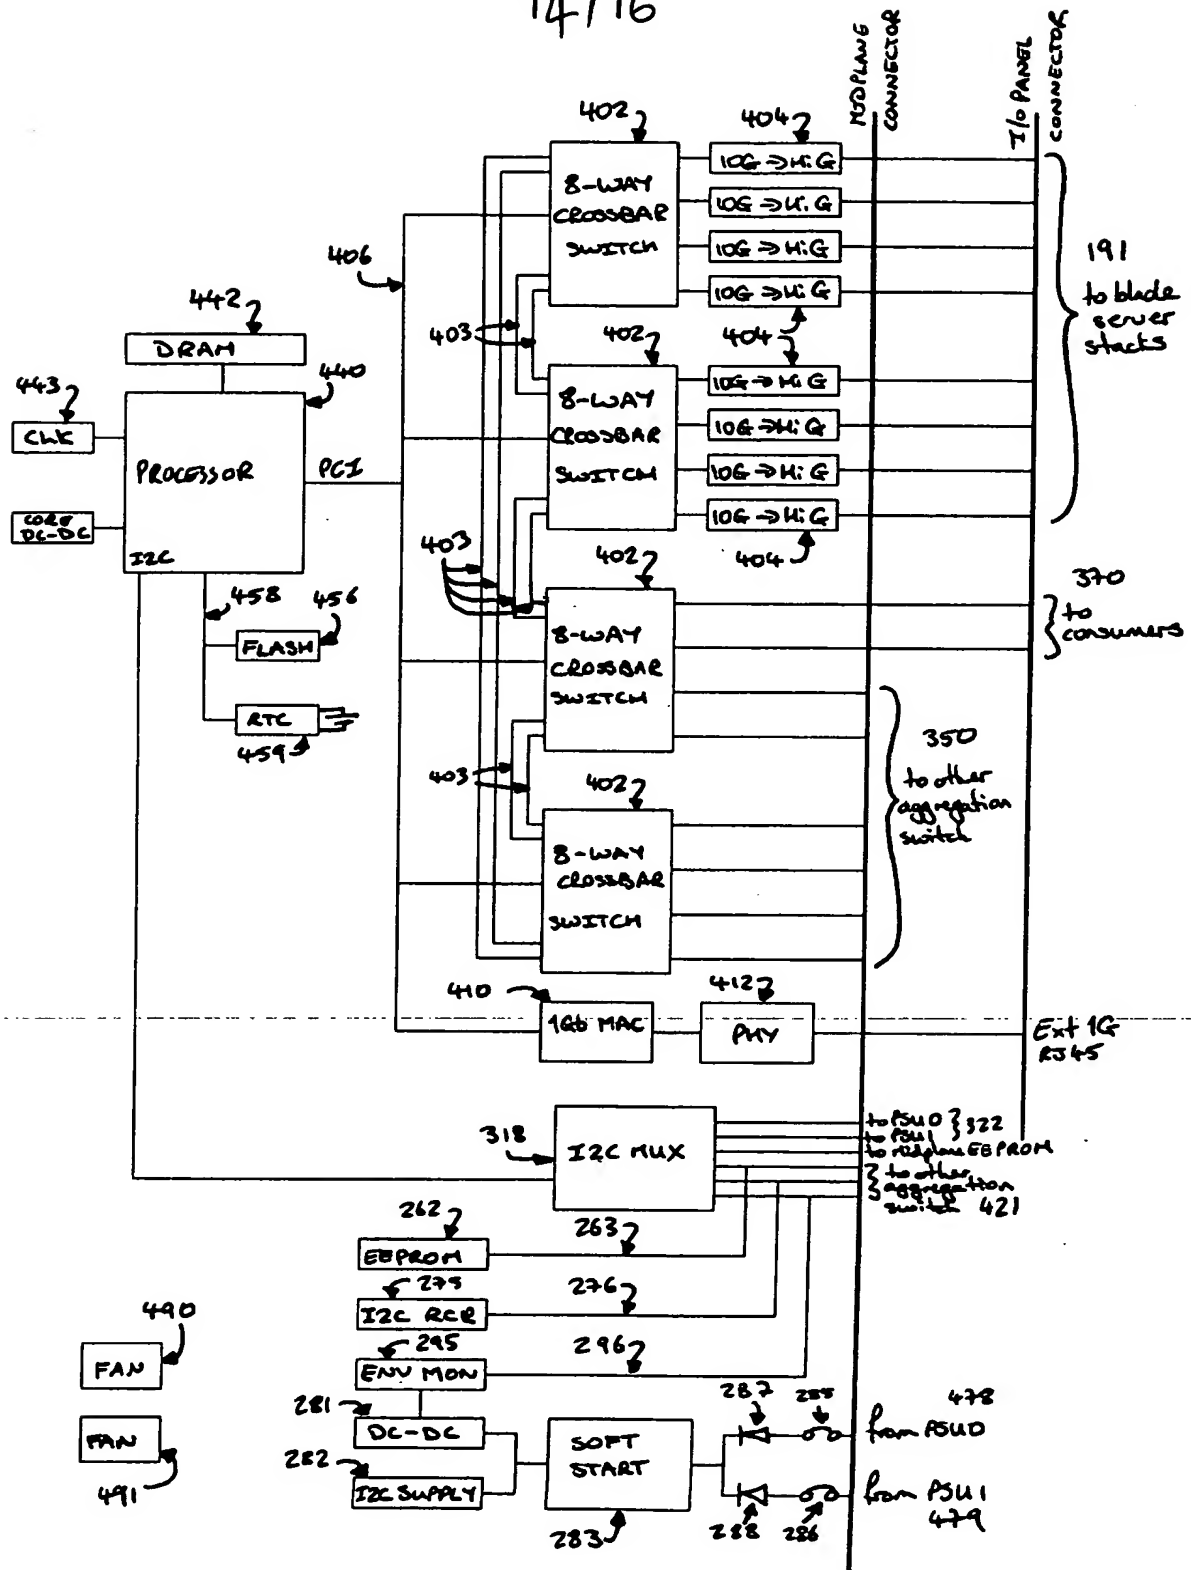 14/16
MIDPLANE
CONNECTOR
I/O PANEL
CONNECTOR
402
404
8-WAY
CROSSBAR
SWITCH
10G → HiG
10G → HiG
10G → HiG
10G → HiG
191
to blade
server
stacks
406
442
DRAM
403
402
404
443
440
CLK
PROCESSOR
PCI
8-WAY
CROSSBAR
SWITCH
10G → HiG
10G → HiG
10G → HiG
10G → HiG
CORE
DC-DC
I2C
403
402
404
370
to
consumers
458
456
FLASH
RTC
459
8-WAY
CROSSBAR
SWITCH
403
402
350
to other
aggregation
switch
8-WAY
CROSSBAR
SWITCH
410
412
1Gb MAC
PHY
Ext 1G
RJ45
318
I2C MUX
to PSU0
to PSU1
322
to midplane EEPROM
to other
aggregation
switch 421
262
263
EEPROM
275
276
I2C RCR
490
FAN
295
296
ENV MON
281
287
285
478
DC-DC
SOFT
START
from PSU0
FAN
491
282
I2C SUPPLY
283
288
286
from PSU1
479